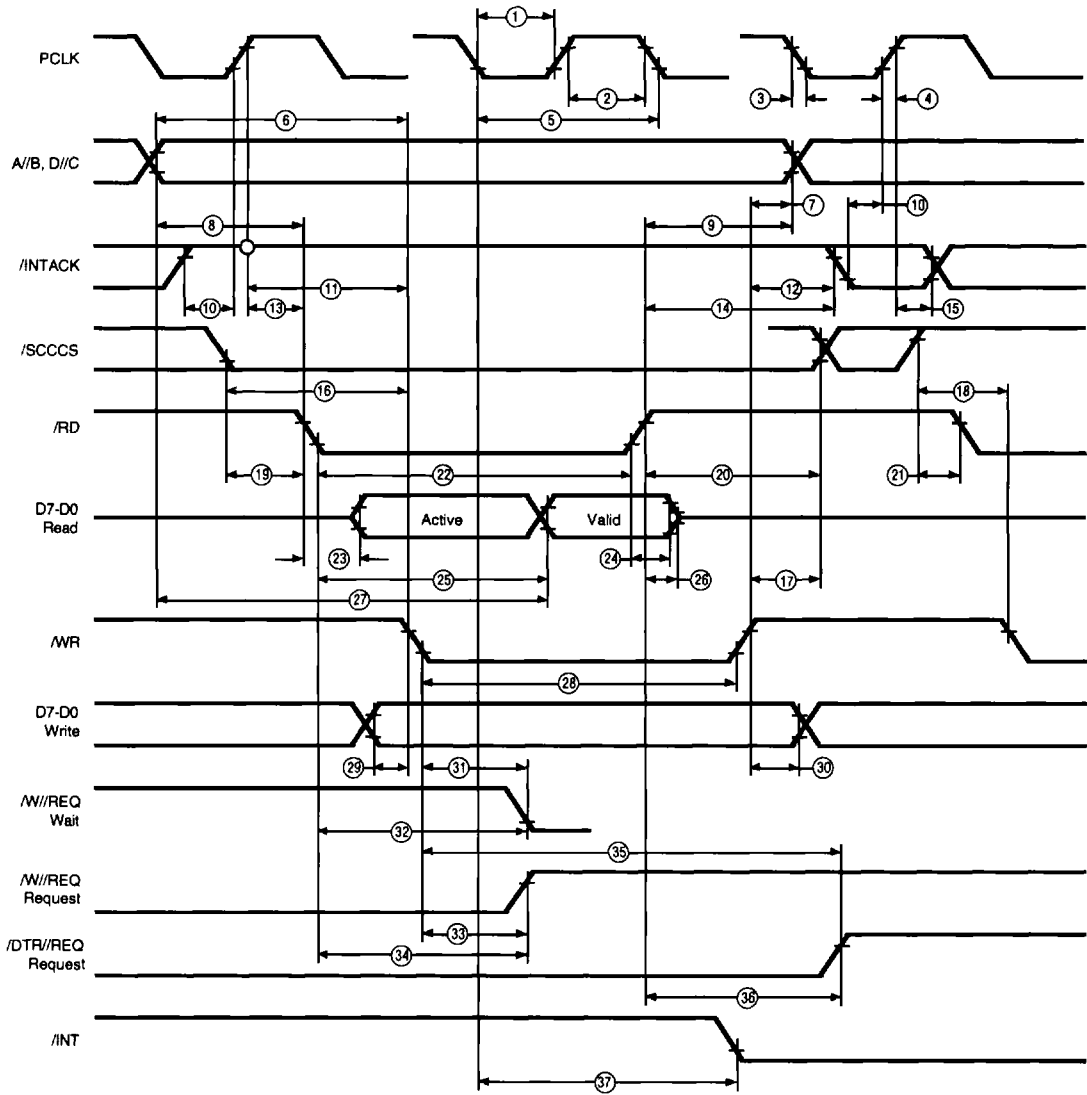 ①
PCLK
② ③ ④
⑥ ⑤
A//B, D//C
⑦
⑧ ⑨ ⑩
/INTACK
⑩ ⑬ ⑪ ⑫
⑭ ⑮
/SCCCS
⑯ ⑱
/RD
⑲ ㉒ ⑳ ㉑
D7-D0
Read
Active
Valid
㉓ ㉔
㉕ ㉖ ⑰
㉗
/WR
㉘
D7-D0
Write
㉙ ㉛ ㉚
/W//REQ
Wait
㉜
㉟
/W//REQ
Request
㉝
㉞
/DTR//REQ
Request
㊱
/INT
㊲